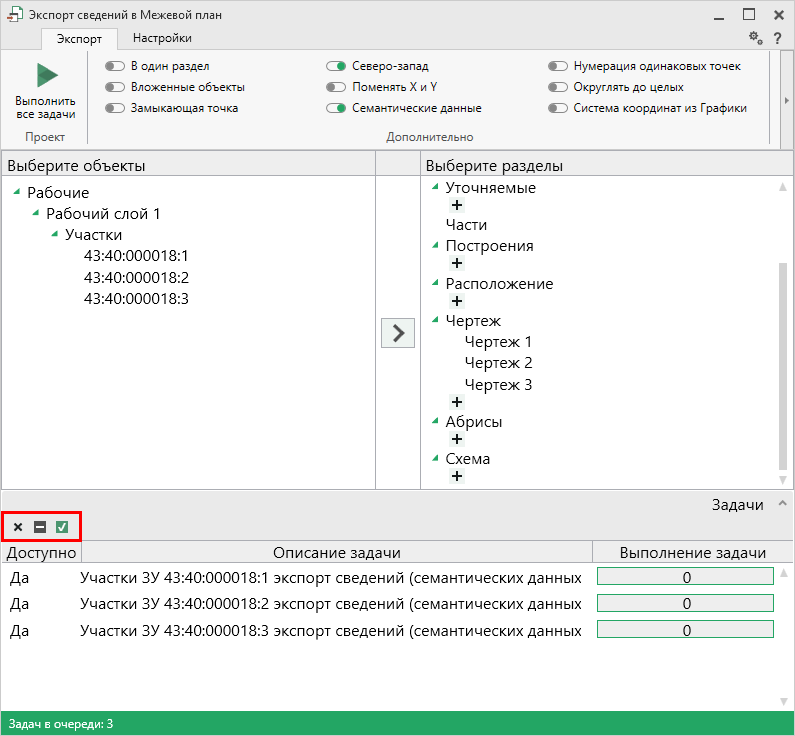 Экспорт сведений в Межевой план
Экспорт
Настройки
?
Выполнить
все задачи
Проект
В один раздел
Вложенные объекты
Замыкающая точка
Северо-запад
Поменять X и Y
Семантические данные
Нумерация одинаковых точек
Округлять до целых
Система координат из Графики
Дополнительно
Выберите объекты
Рабочие
Рабочий слой 1
Участки
43:40:000018:1
43:40:000018:2
43:40:000018:3
Выберите разделы
Уточняемые
+
Части
Построения
+
Расположение
+
Чертеж
Чертеж 1
Чертеж 2
Чертеж 3
+
Абрисы
+
Схема
+
Задачи
Доступно Описание задачи Выполнение задачи
Да Участки ЗУ 43:40:000018:1 экспорт сведений (семантических данных 0
Да Участки ЗУ 43:40:000018:2 экспорт сведений (семантических данных 0
Да Участки ЗУ 43:40:000018:3 экспорт сведений (семантических данных 0
Задач в очереди: 3